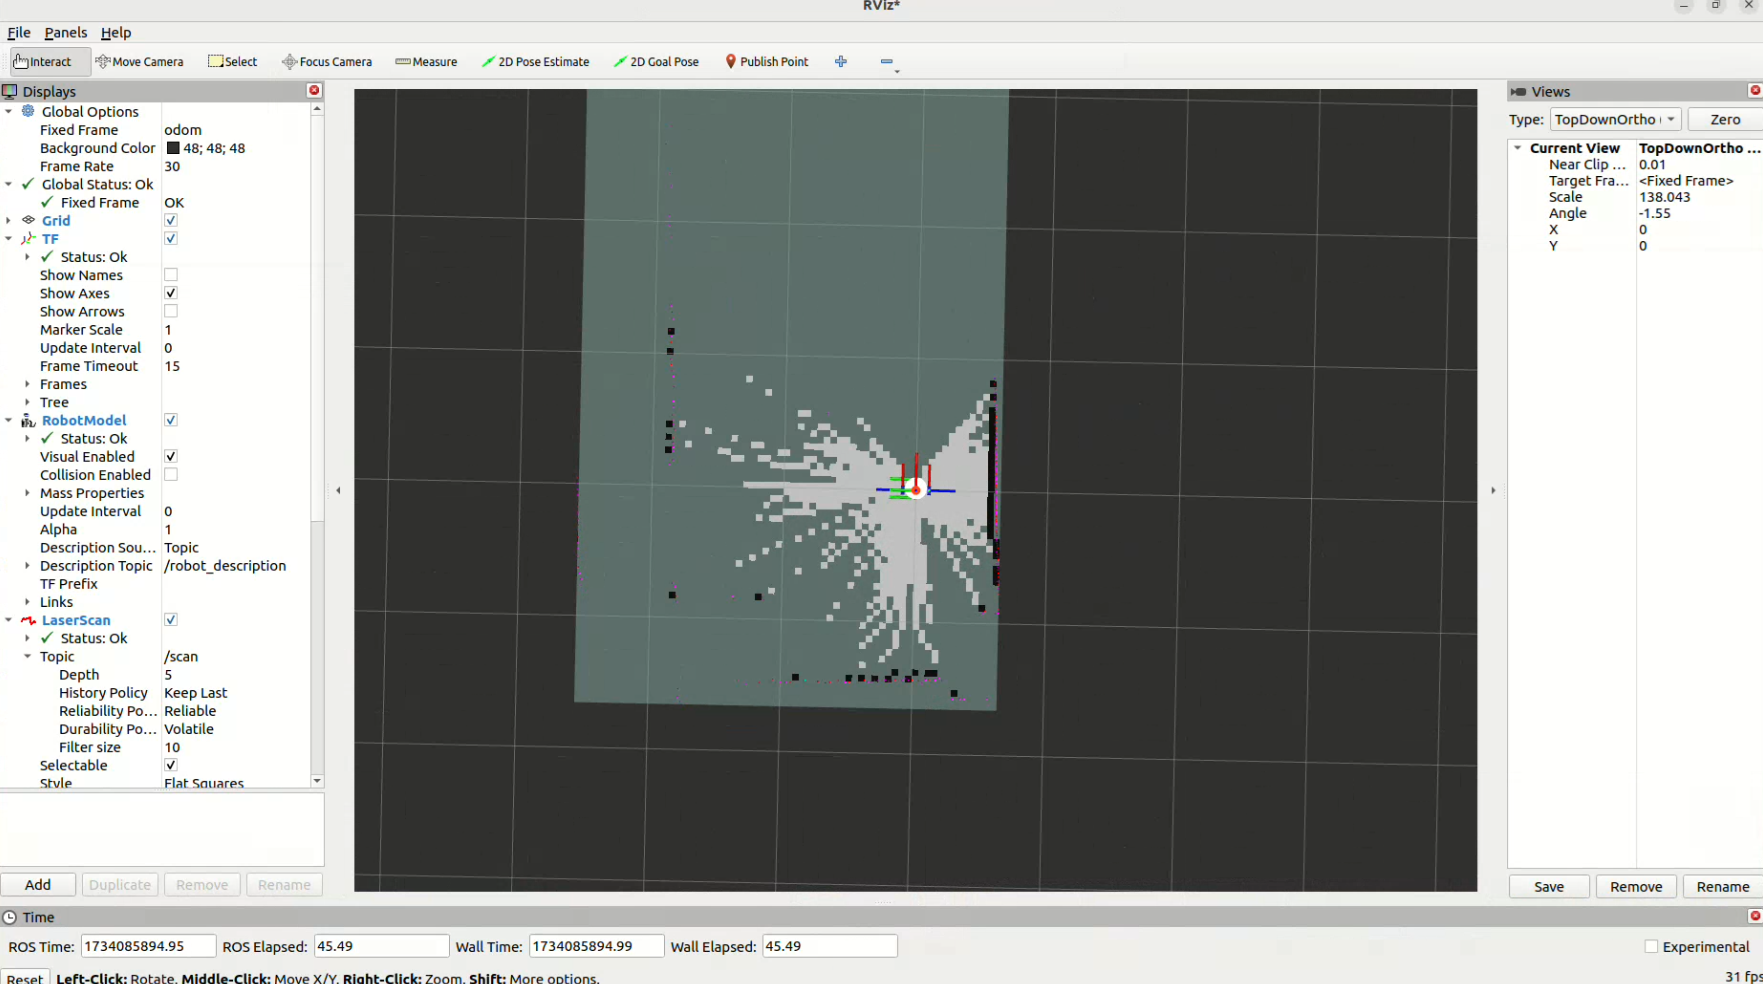 RViz*
File Panels Help
Interact Move Camera Select Focus Camera Measure 2D Pose Estimate 2D Goal Pose Publish Point
Displays
Global Options
Fixed Frame odom
Background Color 48; 48; 48
Frame Rate 30
Global Status: Ok
Fixed Frame OK
Grid
TF
Status: Ok
Show Names
Show Axes
Show Arrows
Marker Scale 1
Update Interval 0
Frame Timeout 15
Frames
Tree
RobotModel
Status: Ok
Visual Enabled
Collision Enabled
Mass Properties
Update Interval 0
Alpha 1
Description Sou... Topic
Description Topic /robot_description
TF Prefix
Links
LaserScan
Status: Ok
Topic /scan
Depth 5
History Policy Keep Last
Reliability Po... Reliable
Durability Po... Volatile
Filter size 10
Selectable
Style Flat Squares
Add Duplicate Remove Rename
Views
Type: TopDownOrtho Zero
Current View TopDownOrtho ...
Near Clip ... 0.01
Target Fra... <Fixed Frame>
Scale 138.043
Angle -1.55
X 0
Y 0
Save Remove Rename
Time
ROS Time: 1734085894.95 ROS Elapsed: 45.49 Wall Time: 1734085894.99 Wall Elapsed: 45.49 Experimental
Reset Left-Click: Rotate. Middle-Click: Move X/Y. Right-Click: Zoom. Shift: More options. 31 fps